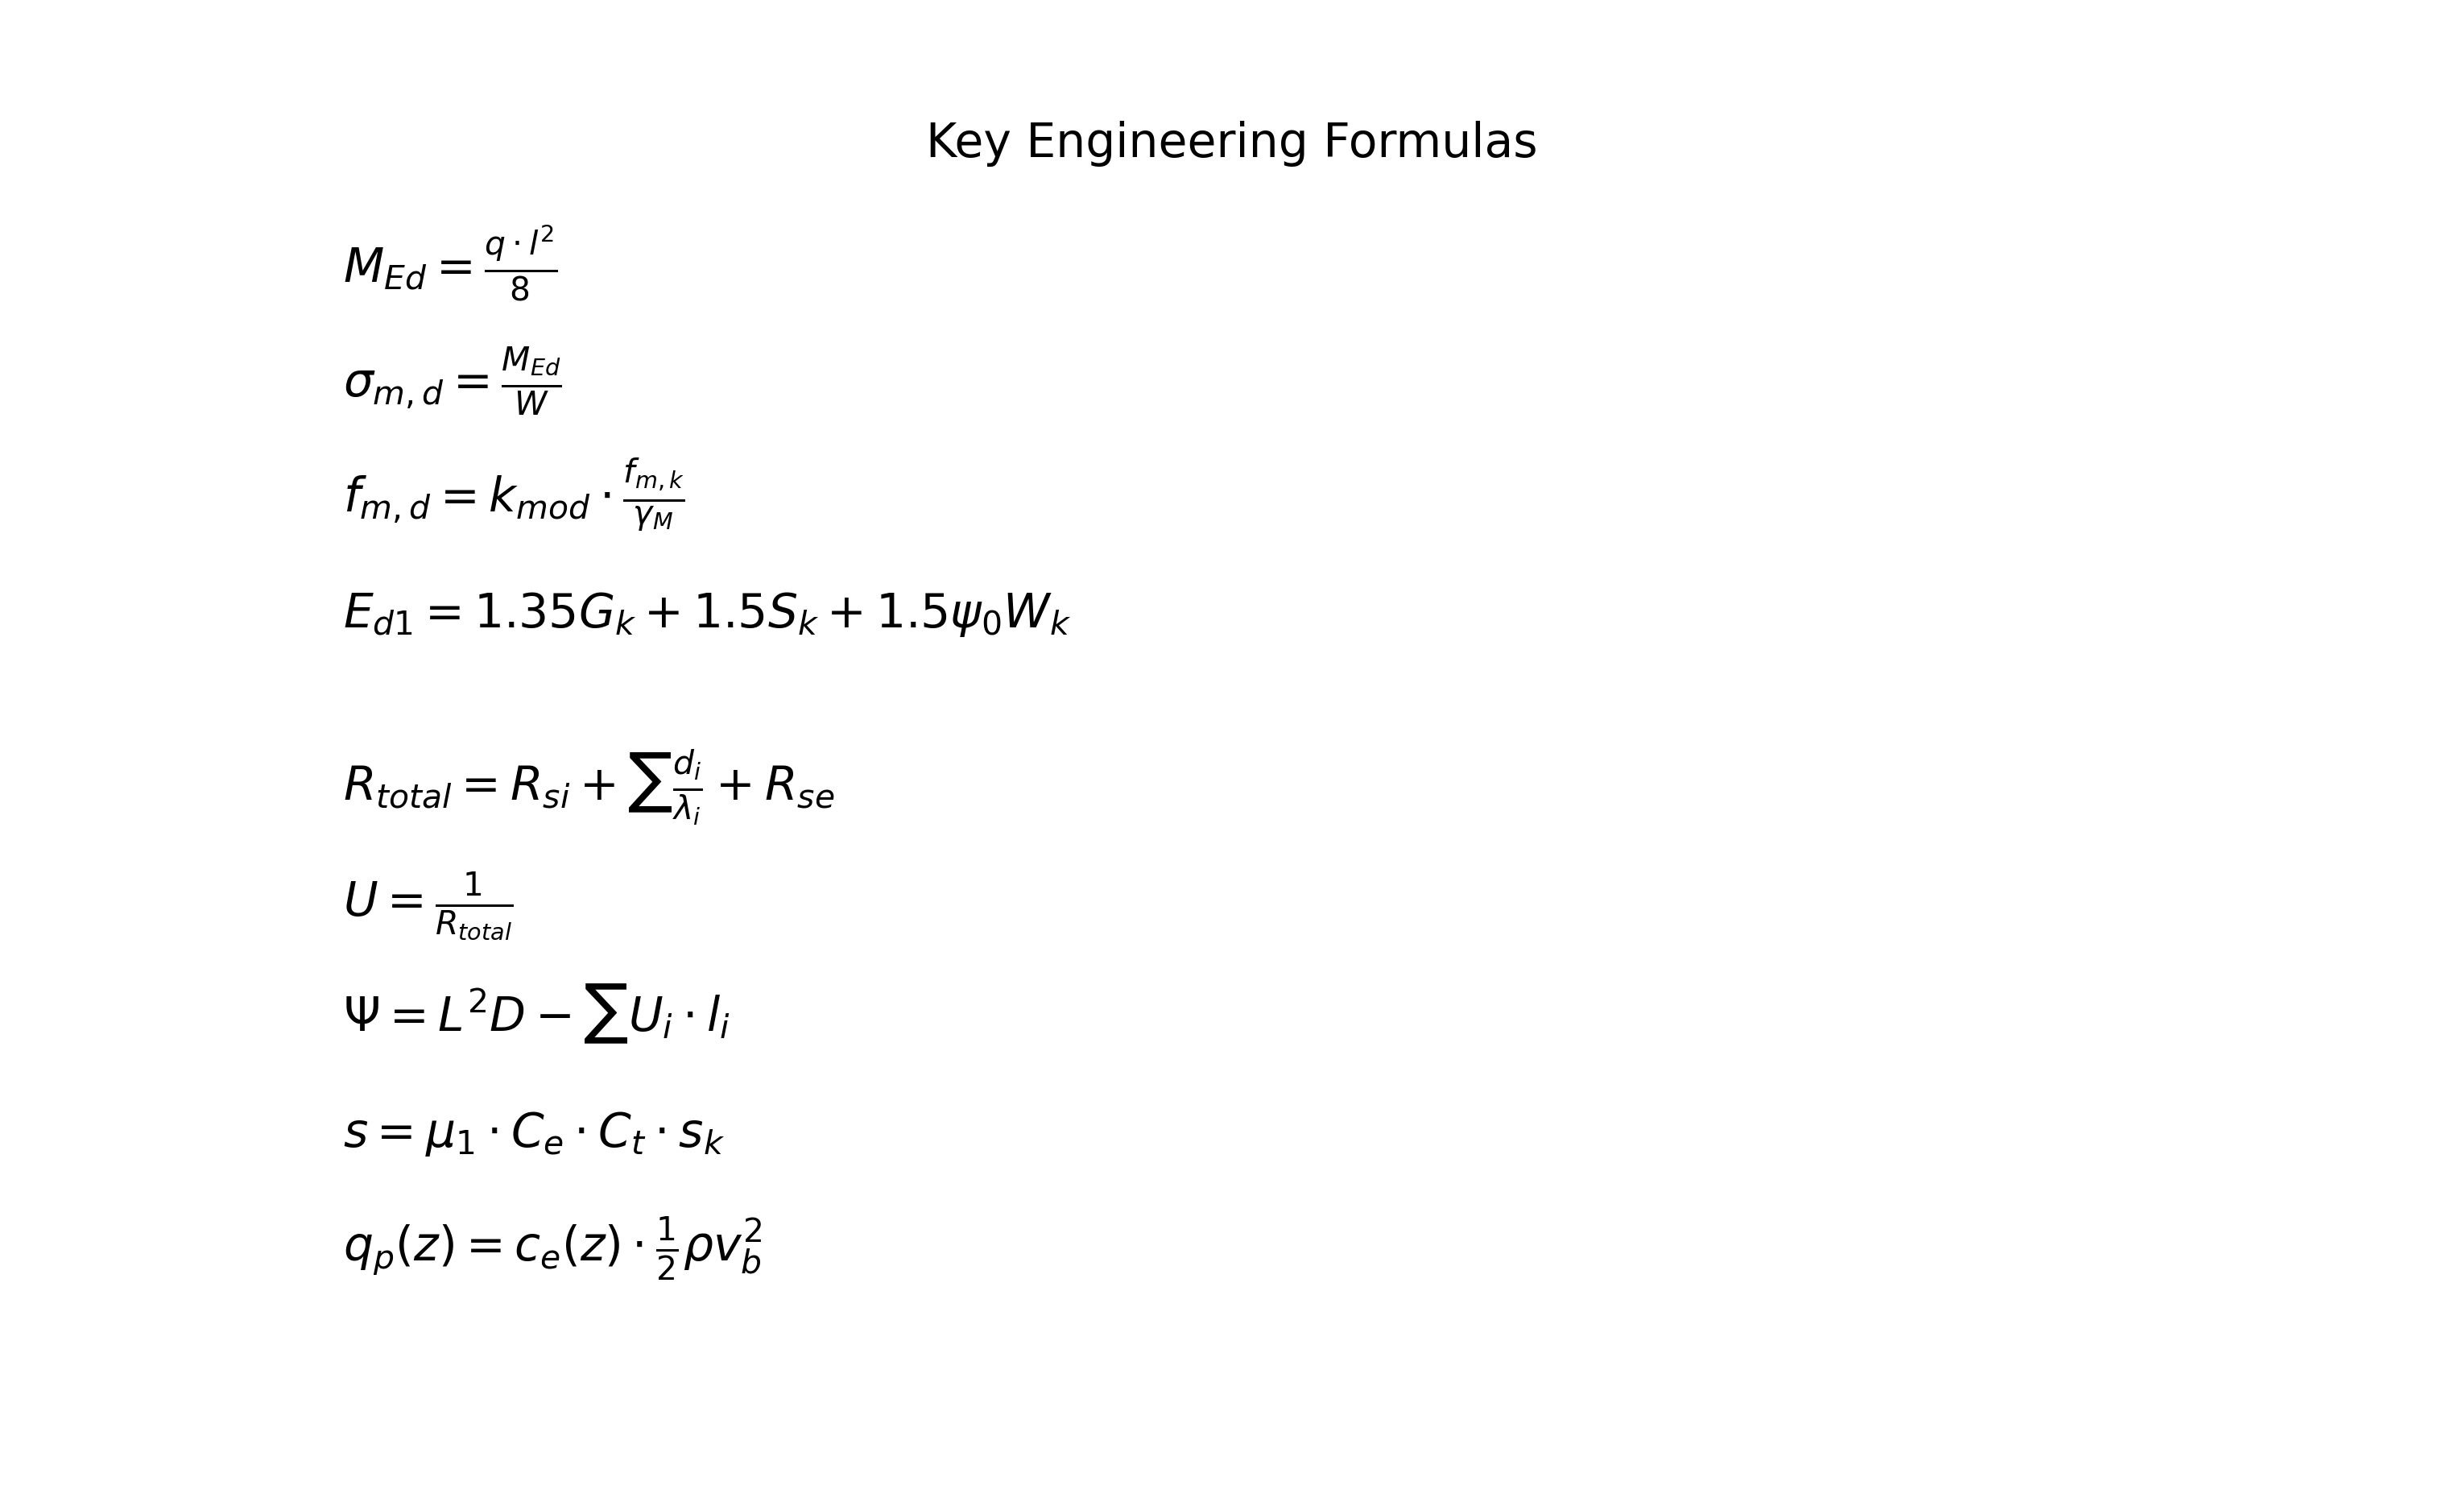 Key Engineering Formulas
$M_{Ed} = \frac{q \cdot l^2}{8}$
$\sigma_{m,d} = \frac{M_{Ed}}{W}$
$f_{m,d} = k_{mod} \cdot \frac{f_{m,k}}{\gamma_M}$
$E_{d1} = 1.35G_k + 1.5S_k + 1.5\psi_0 W_k$
$R_{total} = R_{si} + \sum \frac{d_i}{\lambda_i} + R_{se}$
$U = \frac{1}{R_{total}}$
$\Psi = L^2D - \sum U_i \cdot l_i$
$s = \mu_1 \cdot C_e \cdot C_t \cdot s_k$
$q_p(z) = c_e(z) \cdot \frac{1}{2} \rho v_b^2$